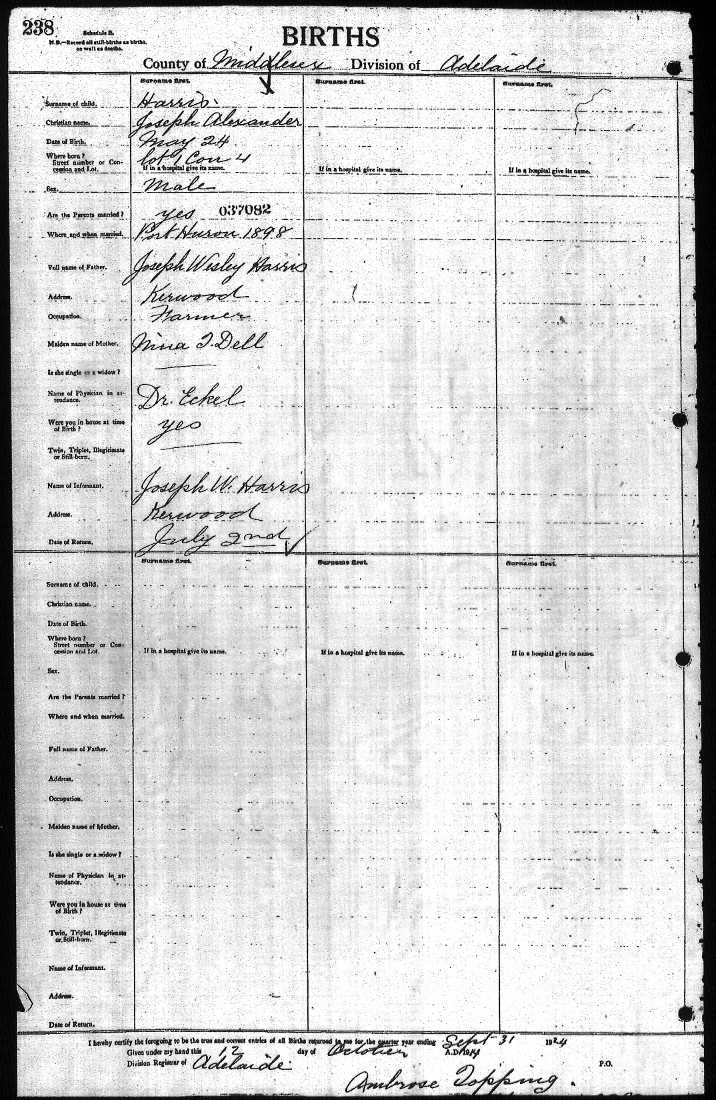 238
Schedule B.
N.B.—Record all still-births as births, as well as deaths.
BIRTHS
County of Middlesex Division of Adelaide
Surname first. Surname first. Surname first.
Surname of child. Harris
Christian name. Joseph Alexander
Date of Birth. May 24
Where born? lot 1 Con 4
Street number or Concession and Lot. If in a hospital give its name. If in a hospital give its name. If in a hospital give its name.
Sex. Male
Are the Parents married? yes 037082
Where and when married. Port Huron 1898
Full name of Father. Joseph Wesley Harris
Address. Kerwood
Occupation. Farmer
Maiden name of Mother. Dell
Is she single or a widow? —
Name of Physician in attendance. Dr. Eckel
Were you in house at time of Birth? yes
Twin, Triplet, Illegitimate or Still-born. —
Name of Informant. Joseph W. Harris
Address. Kerwood
Date of Return. July 2nd
Surname first. Surname first. Surname first.
Surname of child.
Christian name.
Date of Birth.
Where born?
Street number or Concession and Lot. If in a hospital give its name. If in a hospital give its name. If in a hospital give its name.
Sex.
Are the Parents married?
Where and when married.
Full name of Father.
Address.
Occupation.
Maiden name of Mother.
Is she single or a widow?
Name of Physician in attendance.
Were you in house at time of Birth?
Twin, Triplet, Illegitimate or Still-born.
Name of Informant.
Address.
Date of Return.
I hereby certify the foregoing to be the true and correct entries of all Births returned to me for the quarter year ending Sept 31 1924
Given under my hand this 12 day of October A.D. 19
Division Registrar of Adelaide P.O.
Ambrose Topping.